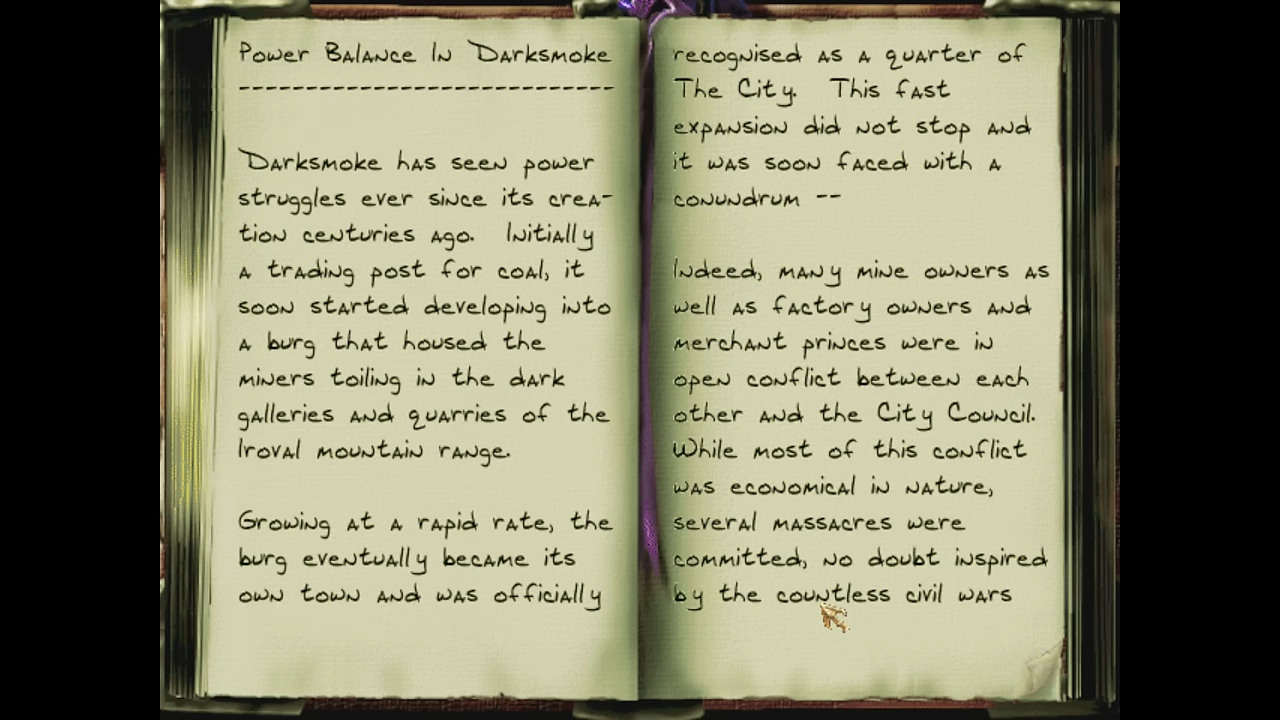 Power Balance In Darksmoke
----------------------------
Darksmoke has seen power
struggles ever since its crea-
tion centuries ago. Initially
a trading post for coal, it
soon started developing into
a burg that housed the
miners toiling in the dark
galleries and quarries of the
Iroval mountain range.
Growing at a rapid rate, the
burg eventually became its
own town and was officially
recognised as a quarter of
The City. This fast
expansion did not stop and
it was soon faced with a
conundrum --
Indeed, many mine owners as
well as factory owners and
merchant princes were in
open conflict between each
other and the City Council.
While most of this conflict
was economical in nature,
several massacres were
committed, no doubt inspired
by the countless civil wars